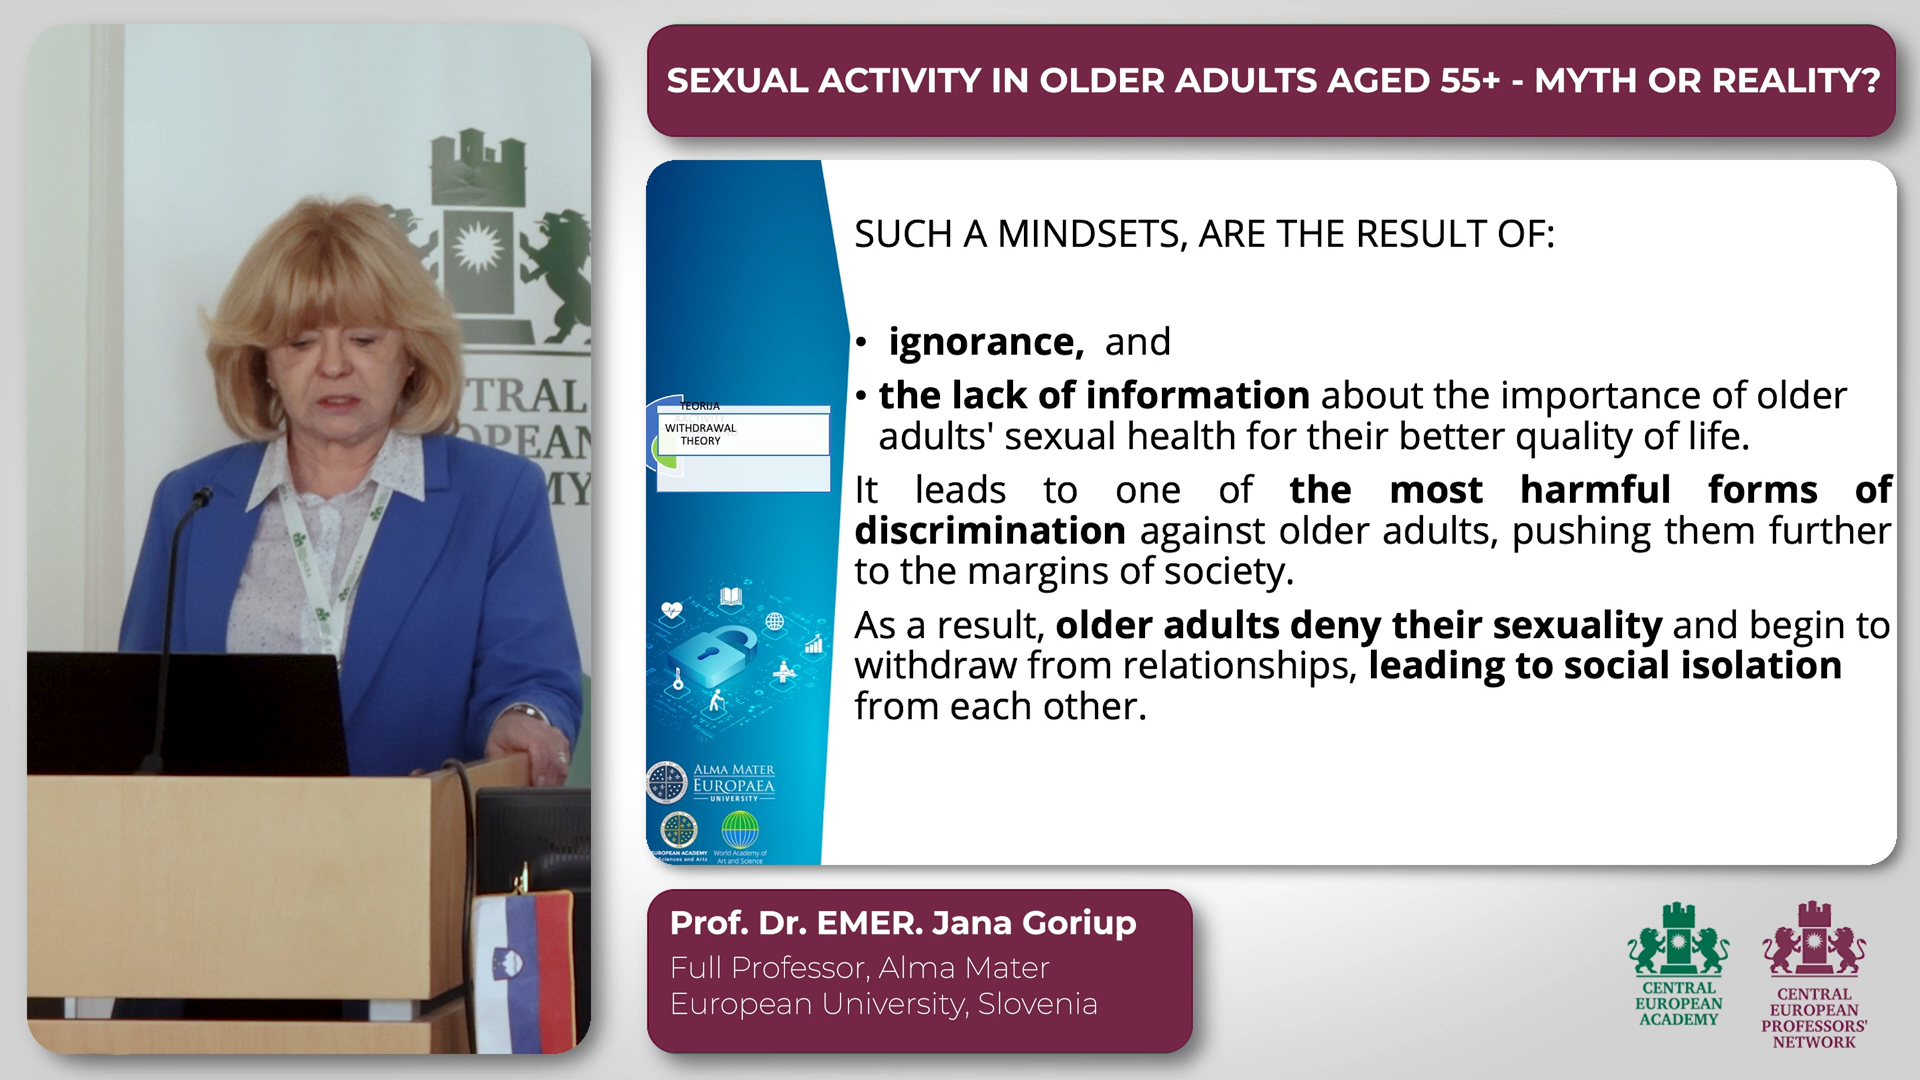 SEXUAL ACTIVITY IN OLDER ADULTS AGED 55+ - MYTH OR REALITY?
SUCH A MINDSETS, ARE THE RESULT OF:
• ignorance, and
• the lack of information about the importance of older
adults' sexual health for their better quality of life.
It leads to one of the most harmful forms of
discrimination against older adults, pushing them further
to the margins of society.
As a result, older adults deny their sexuality and begin to
withdraw from relationships, leading to social isolation
from each other.
TEORIJA
WITHDRAWAL
THEORY
ALMA MATER
EUROPAEA
UNIVERSITY
EUROPEAN ACADEMY
Sciences and Arts
World Academy of
Art and Science
TRAL
OPEAN
MY
Prof. Dr. EMER. Jana Goriup
Full Professor, Alma Mater
European University, Slovenia
CENTRAL
EUROPEAN
ACADEMY
CENTRAL
EUROPEAN
PROFESSORS'
NETWORK